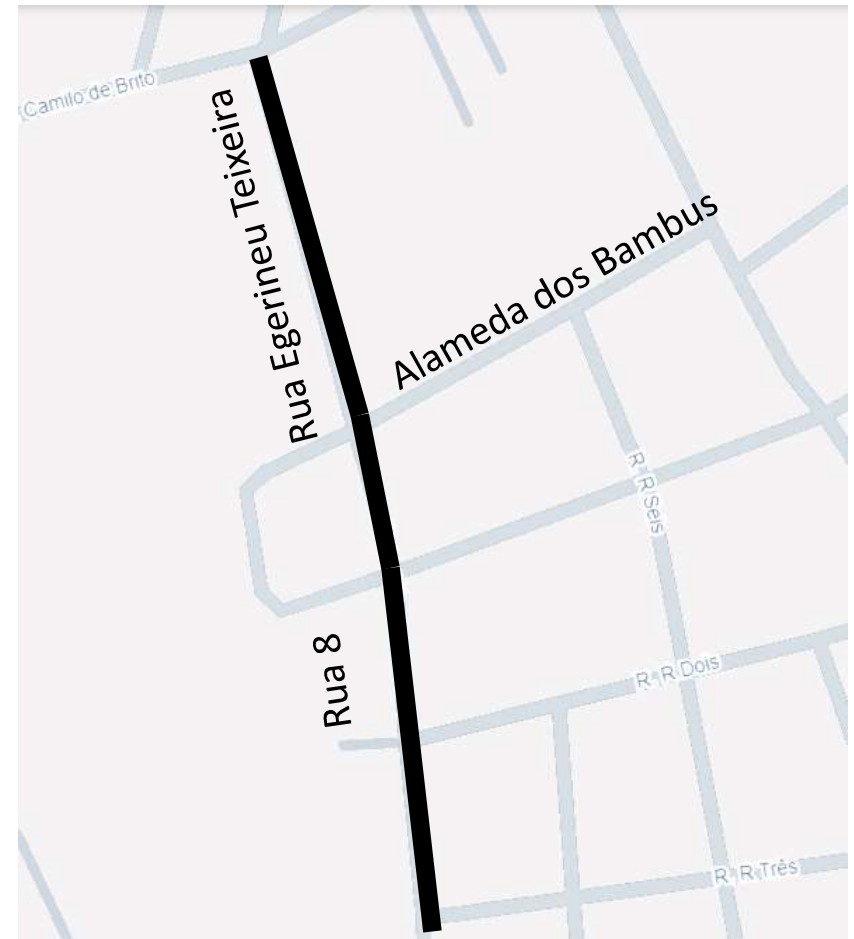 Camilo de Brito
Rua Egerineu Teixeira
Alameda dos Bambus
R. R Seis
Rua 8
R. R Dois
R. R Três